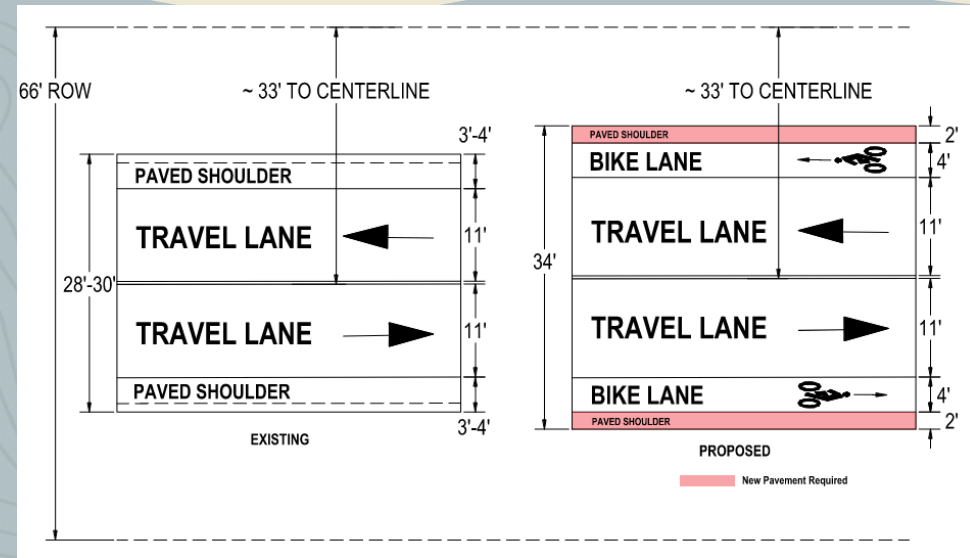 66' ROW
~ 33' TO CENTERLINE
3'-4'
PAVED SHOULDER
TRAVEL LANE
11'
28'-30'
TRAVEL LANE
11'
PAVED SHOULDER
3'-4'
EXISTING
~ 33' TO CENTERLINE
PAVED SHOULDER
2'
BIKE LANE
4'
TRAVEL LANE
11'
34'
TRAVEL LANE
11'
BIKE LANE
4'
PAVED SHOULDER
2'
PROPOSED
New Pavement Required